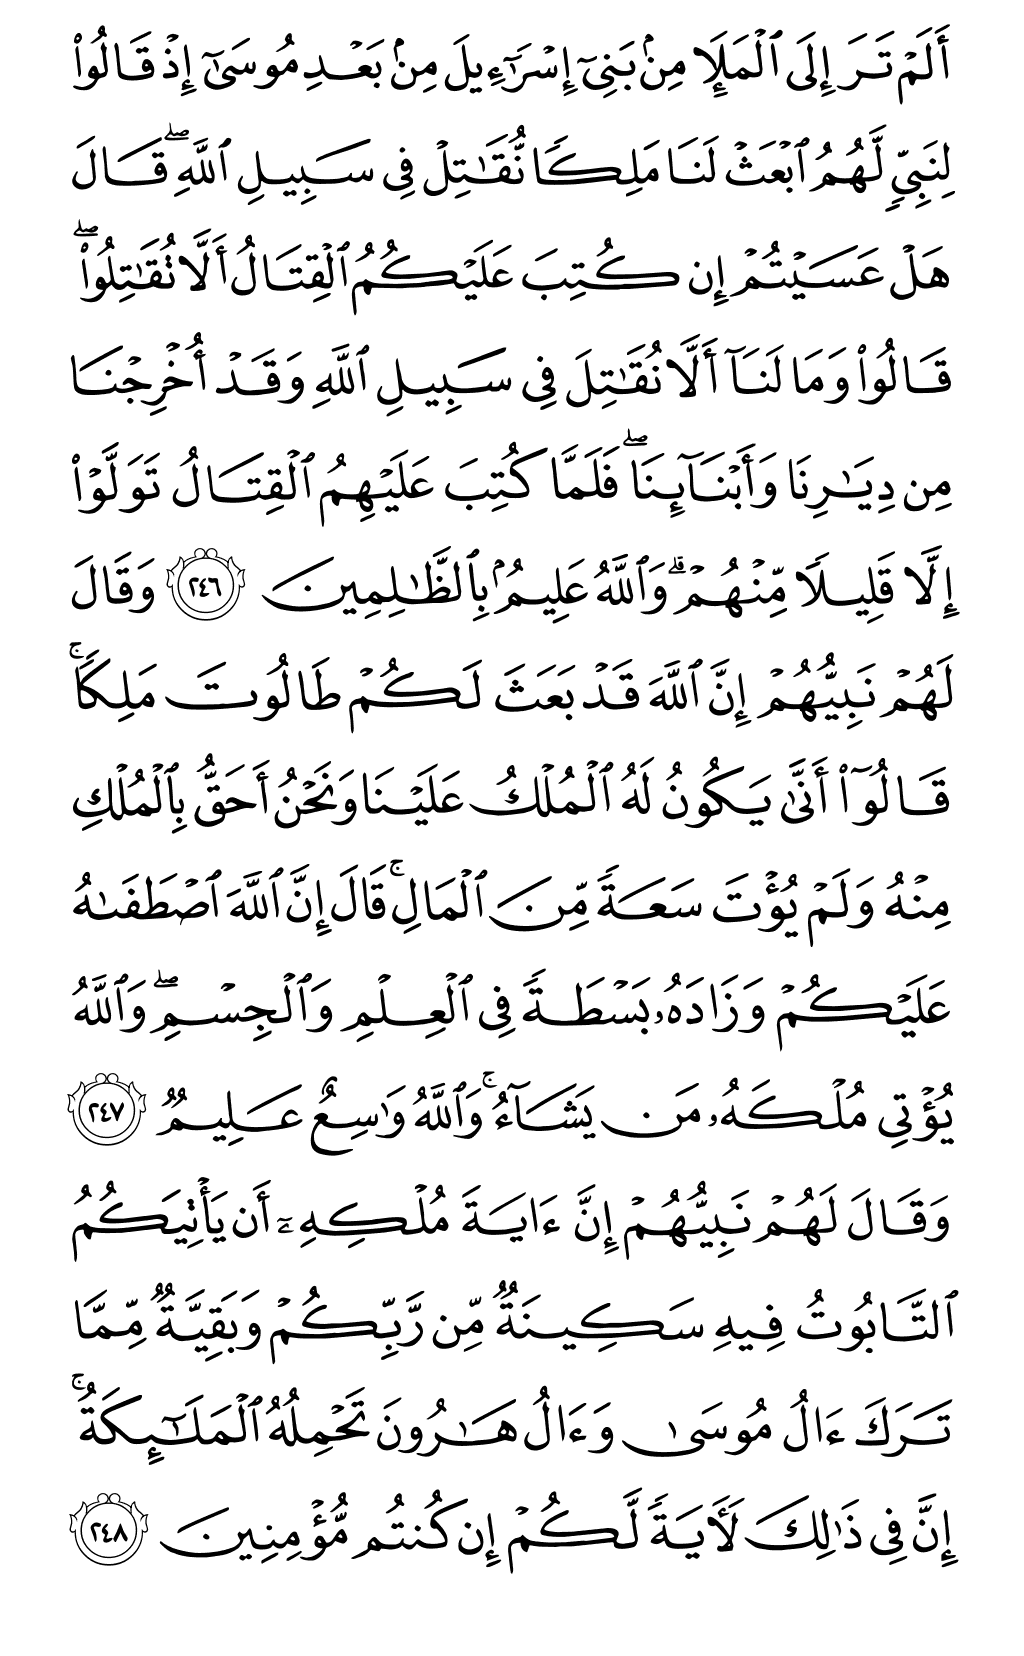 أَلَمۡ تَرَ إِلَى ٱلۡمَلَإِ مِنۢ بَنِيٓ إِسۡرَٰٓءِيلَ مِنۢ بَعۡدِ مُوسَىٰٓ إِذۡ قَالُواْ
لِنَبِيّٖ لَّهُمُ ٱبۡعَثۡ لَنَا مَلِكٗا نُّقَٰتِلۡ فِي سَبِيلِ ٱللَّهِۖ قَالَ
هَلۡ عَسَيۡتُمۡ إِن كُتِبَ عَلَيۡكُمُ ٱلۡقِتَالُ أَلَّا تُقَٰتِلُواْۖ
قَالُواْ وَمَا لَنَآ أَلَّا نُقَٰتِلَ فِي سَبِيلِ ٱللَّهِ وَقَدۡ أُخۡرِجۡنَا
مِن دِيَٰرِنَا وَأَبۡنَآئِنَاۖ فَلَمَّا كُتِبَ عَلَيۡهِمُ ٱلۡقِتَالُ تَوَلَّوۡاْ
إِلَّا قَلِيلٗا مِّنۡهُمۡۗ وَٱللَّهُ عَلِيمُۢ بِٱلظَّٰلِمِينَ ٢٤٦ وَقَالَ
لَهُمۡ نَبِيُّهُمۡ إِنَّ ٱللَّهَ قَدۡ بَعَثَ لَكُمۡ طَالُوتَ مَلِكٗاۚ
قَالُوٓاْ أَنَّىٰ يَكُونُ لَهُ ٱلۡمُلۡكُ عَلَيۡنَا وَنَحۡنُ أَحَقُّ بِٱلۡمُلۡكِ
مِنۡهُ وَلَمۡ يُؤۡتَ سَعَةٗ مِّنَ ٱلۡمَالِۚ قَالَ إِنَّ ٱللَّهَ ٱصۡطَفَىٰهُ
عَلَيۡكُمۡ وَزَادَهُۥ بَسۡطَةٗ فِي ٱلۡعِلۡمِ وَٱلۡجِسۡمِۖ وَٱللَّهُ
يُؤۡتِي مُلۡكَهُۥ مَن يَشَآءُۚ وَٱللَّهُ وَٰسِعٌ عَلِيمٞ ٢٤٧
وَقَالَ لَهُمۡ نَبِيُّهُمۡ إِنَّ ءَايَةَ مُلۡكِهِۦٓ أَن يَأۡتِيَكُمُ
ٱلتَّابُوتُ فِيهِ سَكِينَةٞ مِّن رَّبِّكُمۡ وَبَقِيَّةٞ مِّمَّا
تَرَكَ ءَالُ مُوسَىٰ وَءَالُ هَٰرُونَ تَحۡمِلُهُ ٱلۡمَلَٰٓئِكَةُۚ
إِنَّ فِي ذَٰلِكَ لَأٓيَةٗ لَّكُمۡ إِن كُنتُم مُّؤۡمِنِينَ ٢٤٨